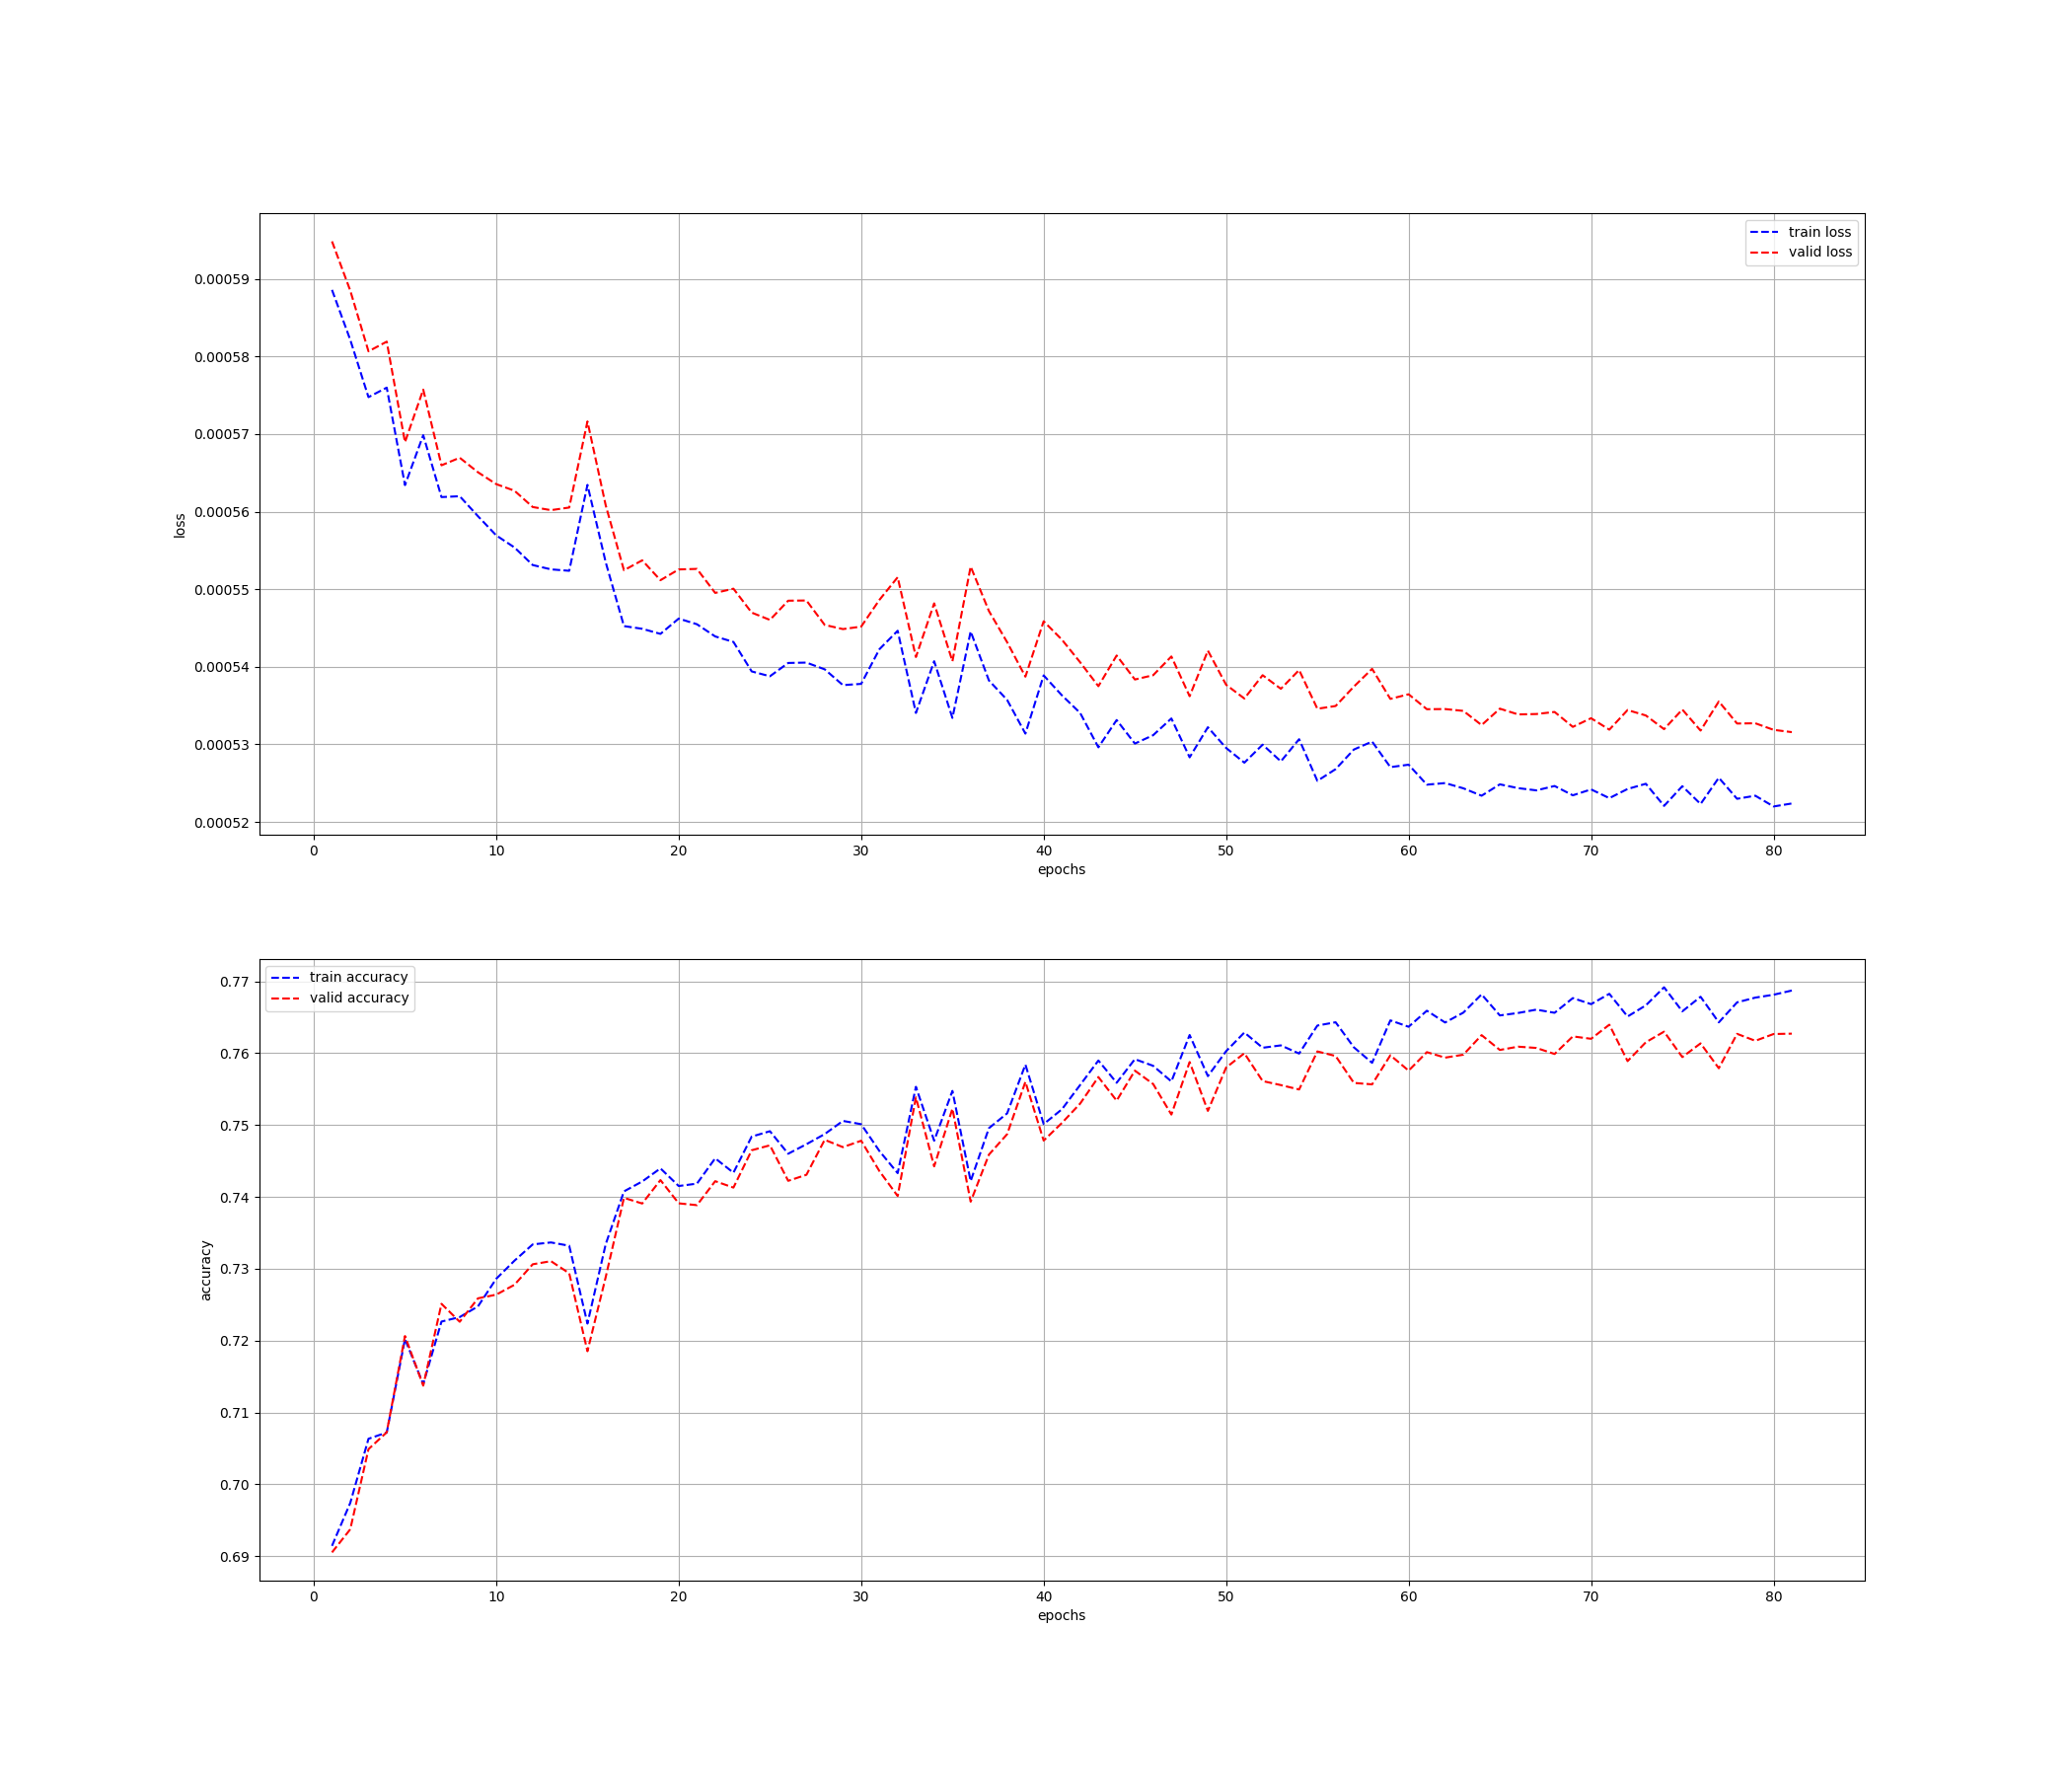 train loss
valid loss
0.00059
0.00058
0.00057
0.00056
0.00055
0.00054
0.00053
0.00052
loss
0 10 20 30 40 50 60 70 80
epochs
train accuracy
valid accuracy
0.77
0.76
0.75
0.74
0.73
0.72
0.71
0.70
0.69
accuracy
0 10 20 30 40 50 60 70 80
epochs